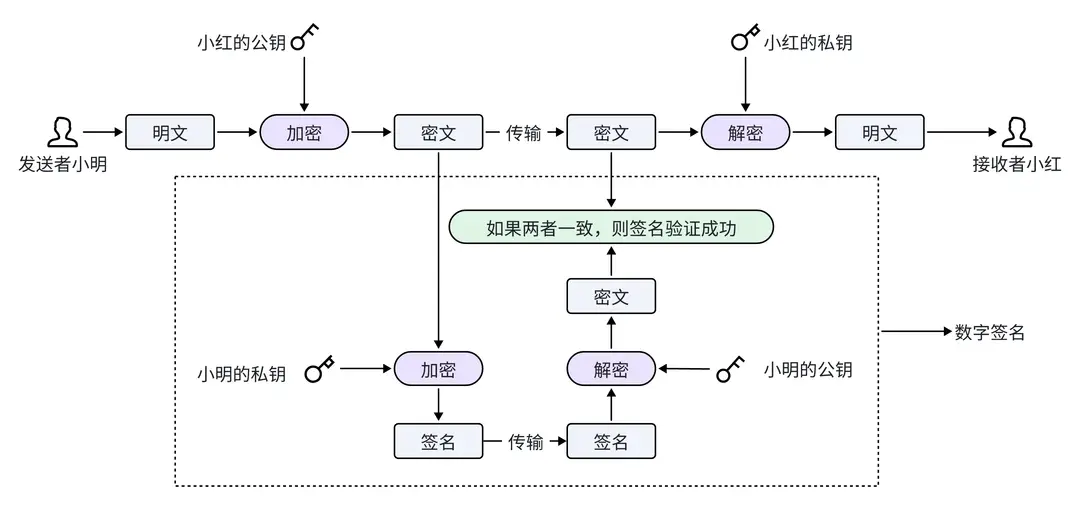 小红的公钥
小红的私钥
明文
加密
密文
传输
密文
解密
明文
发送者小明
接收者小红
如果两者一致，则签名验证成功
密文
数字签名
小明的私钥
加密
解密
小明的公钥
签名
传输
签名